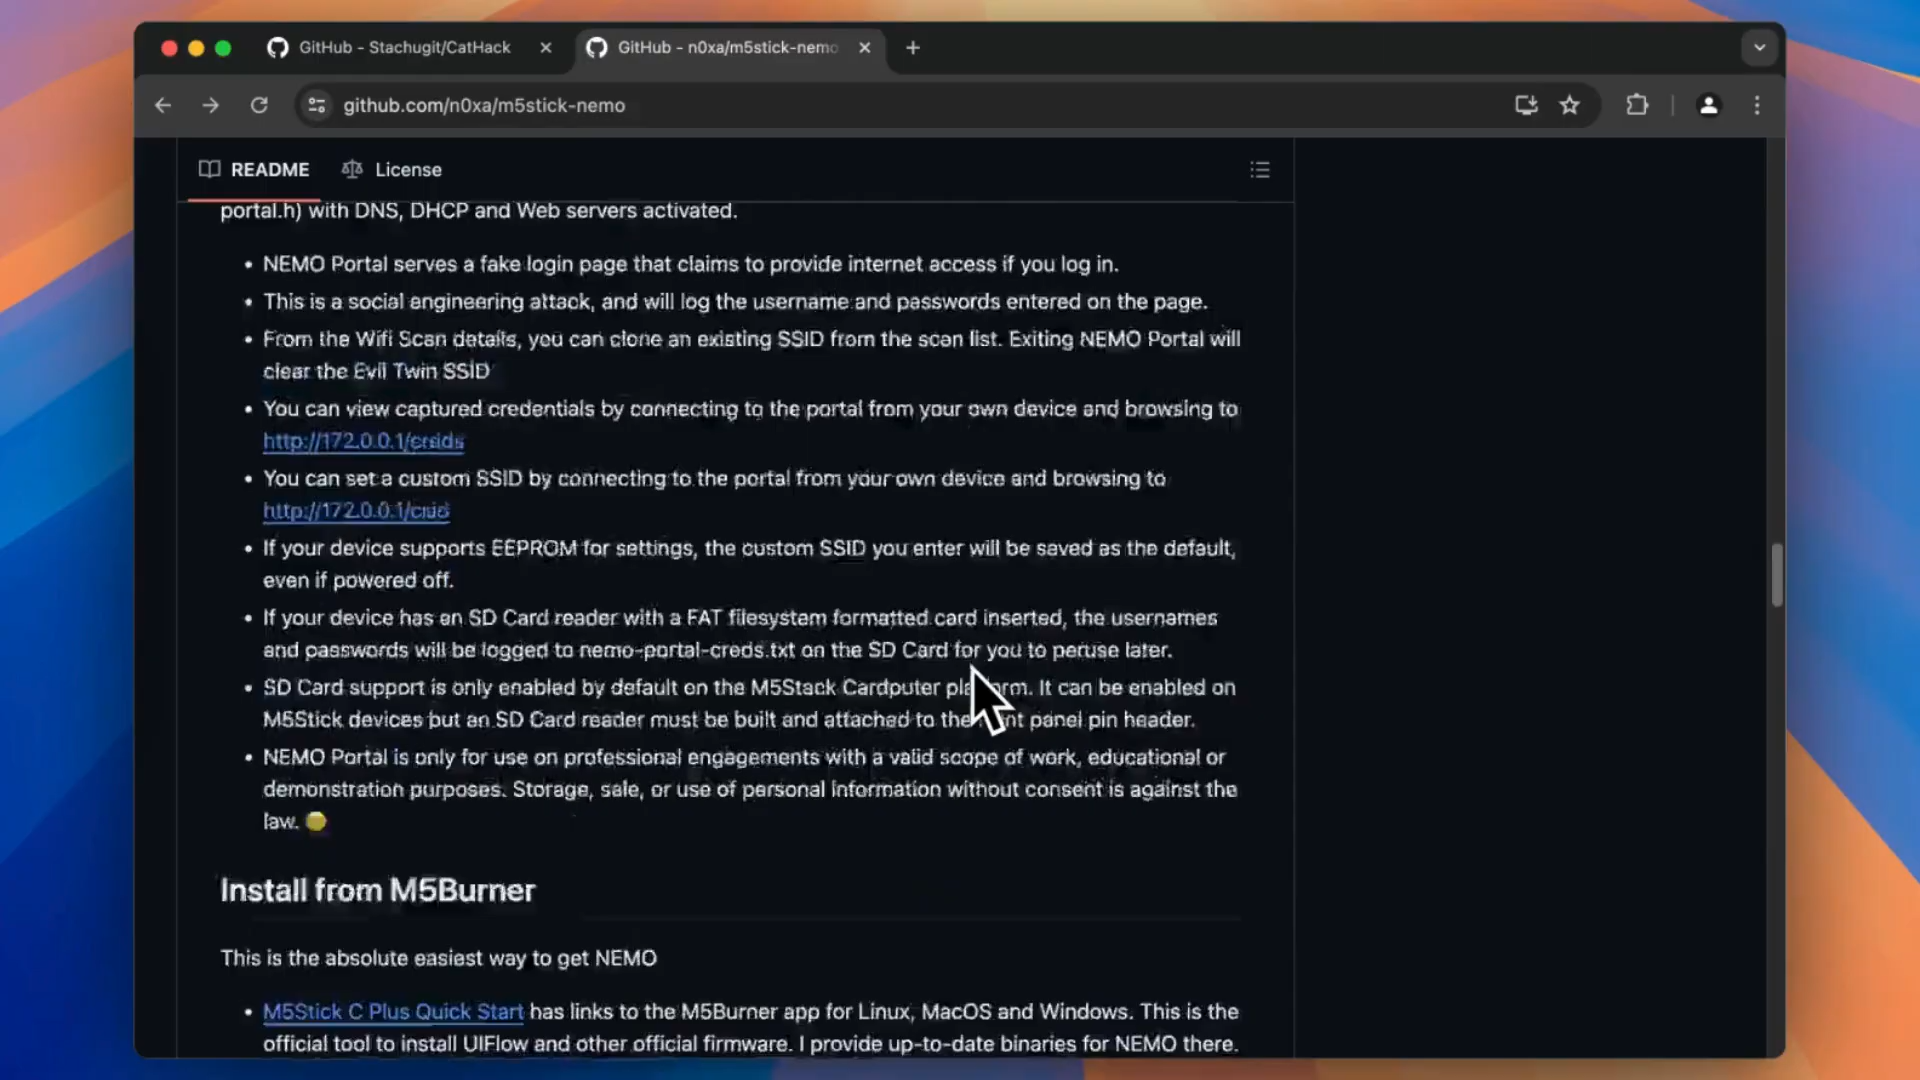 GitHub - Stachugit/CatHack
GitHub - n0xa/m5stick-nemo
github.com/n0xa/m5stick-nemo
README
License
portal.h) with DNS, DHCP and Web servers activated.
• NEMO Portal serves a fake login page that claims to provide internet access if you log in.
• This is a social engineering attack, and will log the username and passwords entered on the page.
• From the Wifi Scan details, you can clone an existing SSID from the scan list. Exiting NEMO Portal will
clear the Evil Twin SSID
• You can view captured credentials by connecting to the portal from your own device and browsing to
http://172.0.0.1/creds
• You can set a custom SSID by connecting to the portal from your own device and browsing to
http://172.0.0.1/
• If your device supports EEPROM for settings, the custom SSID you enter will be saved as the default,
even if powered off.
• If your device has an SD Card reader with a FAT filesystem formatted card inserted, the usernames
and passwords will be logged to nemo-portal-creds.txt on the SD Card for you to peruse later.
• SD Card support is only enabled by default on the M5Stack Cardputer platform. It can be enabled on
M5Stick devices but an SD Card reader must be built and attached to the front panel pin header.
• NEMO Portal is only for use on professional engagements with a valid scope of work, educational or
demonstration purposes. Storage, sale, or use of personal information without consent is against the
law.
Install from M5Burner
This is the absolute easiest way to get NEMO
• M5Stick C Plus Quick Start has links to the M5Burner app for Linux, MacOS and Windows. This is the
official tool to install UIFlow and other official firmware. I provide up-to-date binaries for NEMO there.